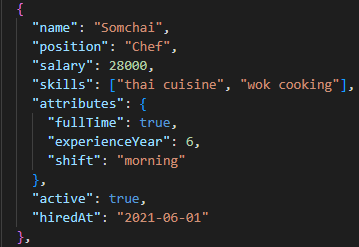 {
"name": "Somchai",
"position": "Chef",
"salary": 28000,
"skills": ["thai cuisine", "wok cooking"],
"attributes": {
"fullTime": true,
"experienceYear": 6,
"shift": "morning"
},
"active": true,
"hiredAt": "2021-06-01"
},